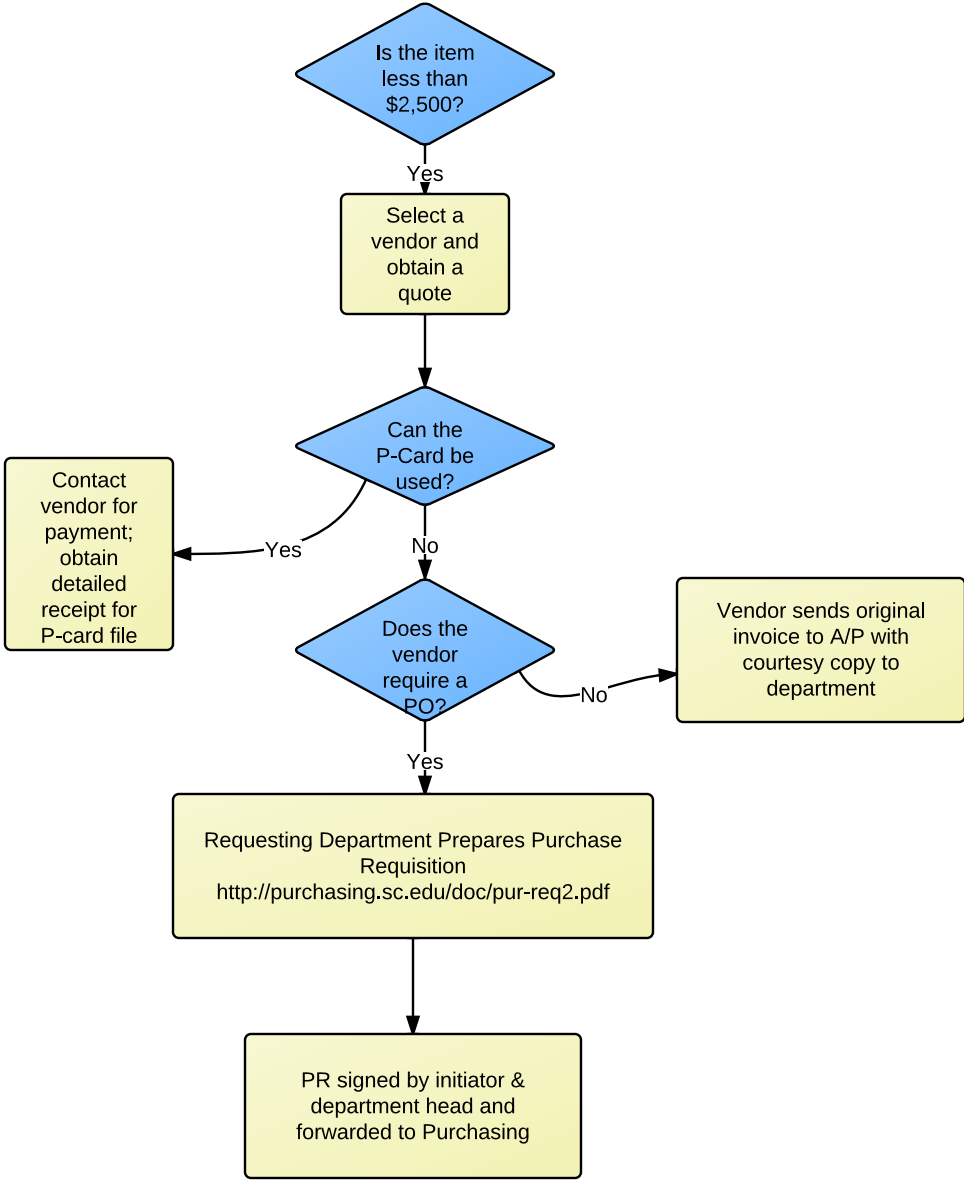 Is the item
less than
$2,500?
Yes
Select a
vendor and
obtain a
quote
Can the
P-Card be
used?
Contact
vendor for
payment;
obtain
detailed
receipt for
P-card file
Yes
No
Does the
vendor
require a
PO?
Vendor sends original
invoice to A/P with
courtesy copy to
department
No
Yes
Requesting Department Prepares Purchase
Requisition
http://purchasing.sc.edu/doc/pur-req2.pdf
PR signed by initiator &
department head and
forwarded to Purchasing